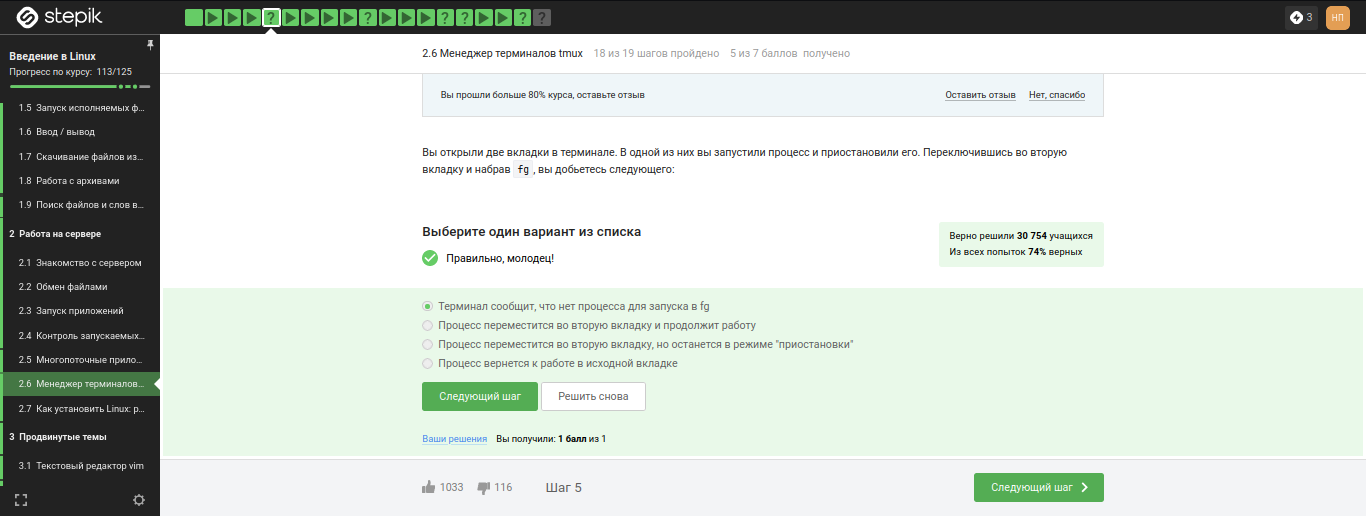 stepik
3
НП
Введение в Linux
Прогресс по курсу: 113/125
1.5 Запуск исполняемых ф...
1.6 Ввод / вывод
1.7 Скачивание файлов из...
1.8 Работа с архивами
1.9 Поиск файлов и слов в...
2 Работа на сервере
2.1 Знакомство с сервером
2.2 Обмен файлами
2.3 Запуск приложений
2.4 Контроль запускаемых...
2.5 Многопоточные прило...
2.6 Менеджер терминалов...
2.7 Как установить Linux: р...
3 Продвинутые темы
3.1 Текстовый редактор vim
2.6 Менеджер терминалов tmux 18 из 19 шагов пройдено 5 из 7 баллов получено
Вы прошли больше 80% курса, оставьте отзыв Оставить отзыв Нет, спасибо
Вы открыли две вкладки в терминале. В одной из них вы запустили процесс и приостановили его. Переключившись во вторую
вкладку и набрав fg, вы добьетесь следующего:
Выберите один вариант из списка
Правильно, молодец!
Верно решили 30 754 учащихся
Из всех попыток 74% верных
Терминал сообщит, что нет процесса для запуска в fg
Процесс переместится во вторую вкладку и продолжит работу
Процесс переместится во вторую вкладку, но останется в режиме "приостановки"
Процесс вернется к работе в исходной вкладке
Следующий шаг Решить снова
Ваши решения Вы получили: 1 балл из 1
1033 116 Шаг 5 Следующий шаг